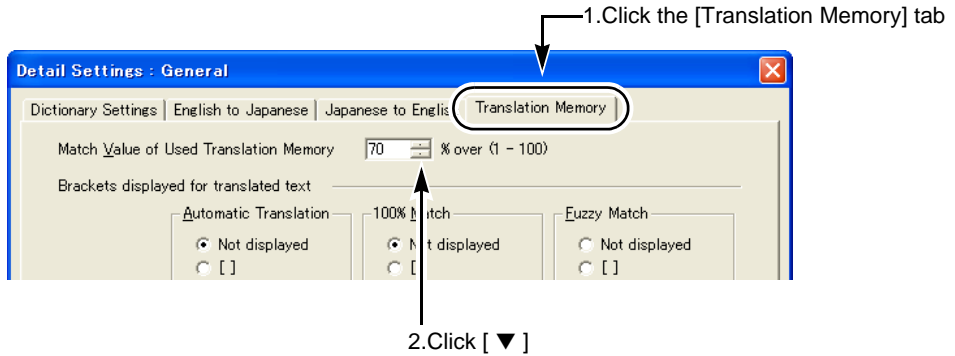 1.Click the [Translation Memory] tab
Detail Settings : General
Dictionary Settings English to Japanese Japanese to Englis Translation Memory
Match Value of Used Translation Memory 70 % over (1 - 100)
Brackets displayed for translated text
Automatic Translation 100% Match Fuzzy Match
Not displayed Not displayed Not displayed
[ ] [ [ ]
2.Click [ ▼ ]